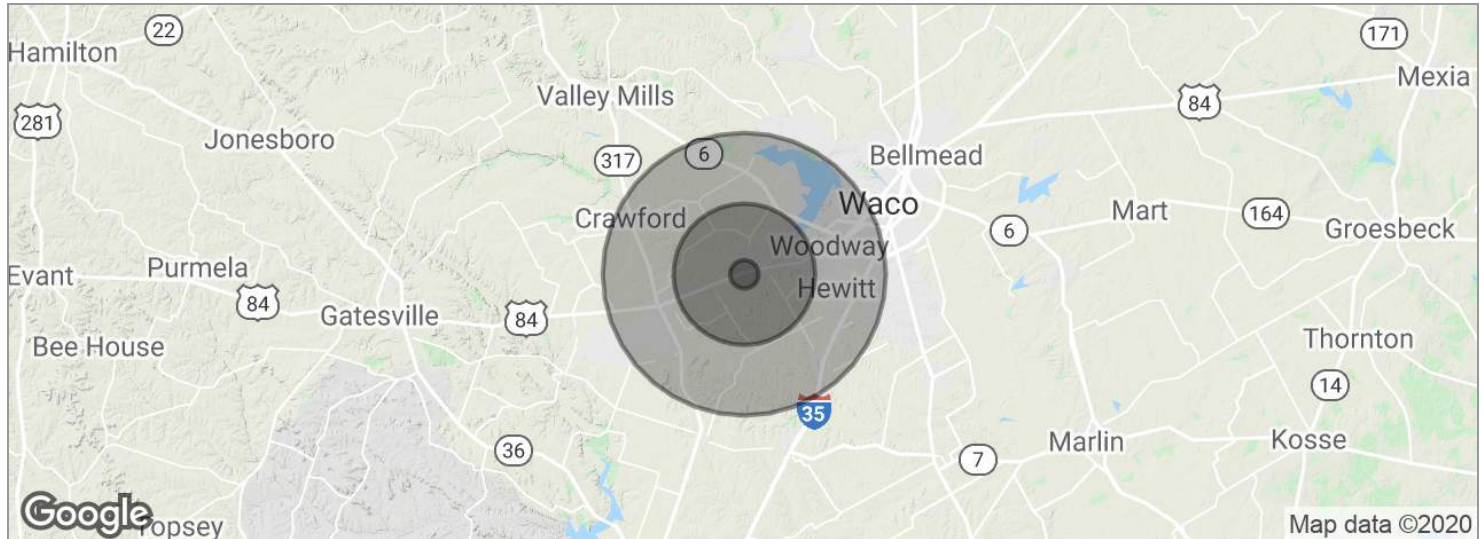 22
171
Hamilton
Mexia
Valley Mills
84
281
Jonesboro
317
6
Bellmead
Crawford
Waco
Mart
164
6
Groesbeck
Woodway
Evant
Purmela
84
Hewitt
Gatesville
84
Bee House
Thornton
14
35
Marlin
Kosse
36
7
Google
Topsey
Map data ©2020